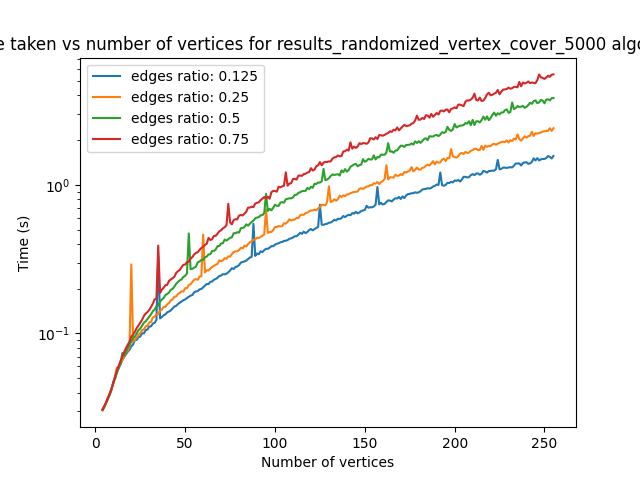 e taken vs number of vertices for results_randomized_vertex_cover_5000 algo
edges ratio: 0.125
edges ratio: 0.25
edges ratio: 0.5
edges ratio: 0.75
Time (s)
10⁰
10⁻¹
0 50 100 150 200 250
Number of vertices